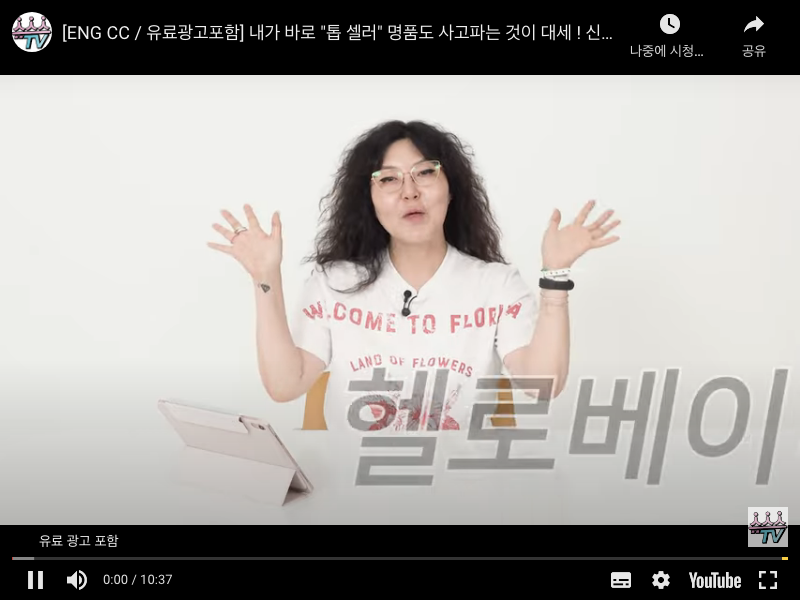 [ENG CC / 유료광고포함] 내가 바로 "톱 셀러" 명품도 사고파는 것이 대세 ! 신...
나중에 시청...
공유
TV
WELCOME TO FLORIDA
LAND OF FLOWERS
헬로베이
TV
유료 광고 포함
0:00 / 10:37
YouTube